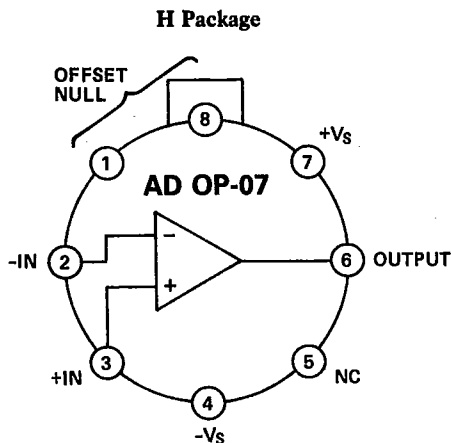 H Package
OFFSET
NULL
8
1
7
+VS
AD OP-07
-IN
2
−
+
6
OUTPUT
+IN
3
5
NC
4
-VS